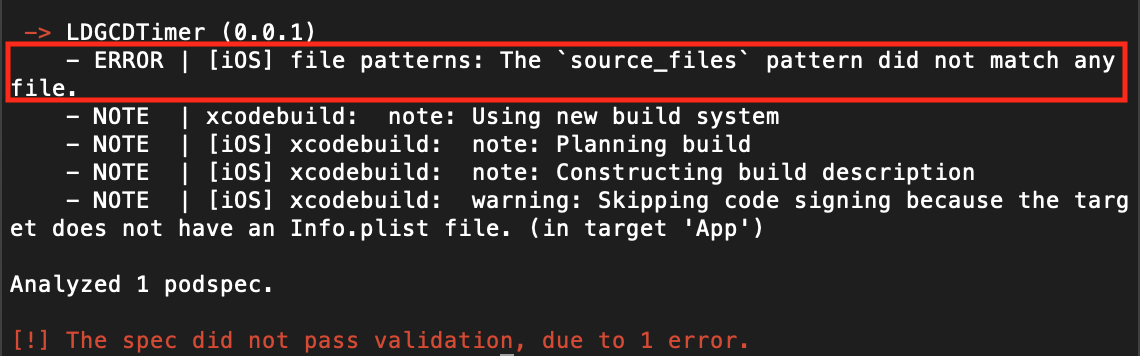 -> LDGCDTimer (0.0.1)
- ERROR | [iOS] file patterns: The `source_files` pattern did not match any
file.
- NOTE  | xcodebuild:  note: Using new build system
- NOTE  | [iOS] xcodebuild:  note: Planning build
- NOTE  | [iOS] xcodebuild:  note: Constructing build description
- NOTE  | [iOS] xcodebuild:  warning: Skipping code signing because the targ
et does not have an Info.plist file. (in target 'App')
Analyzed 1 podspec.
[!] The spec did not pass validation, due to 1 error.